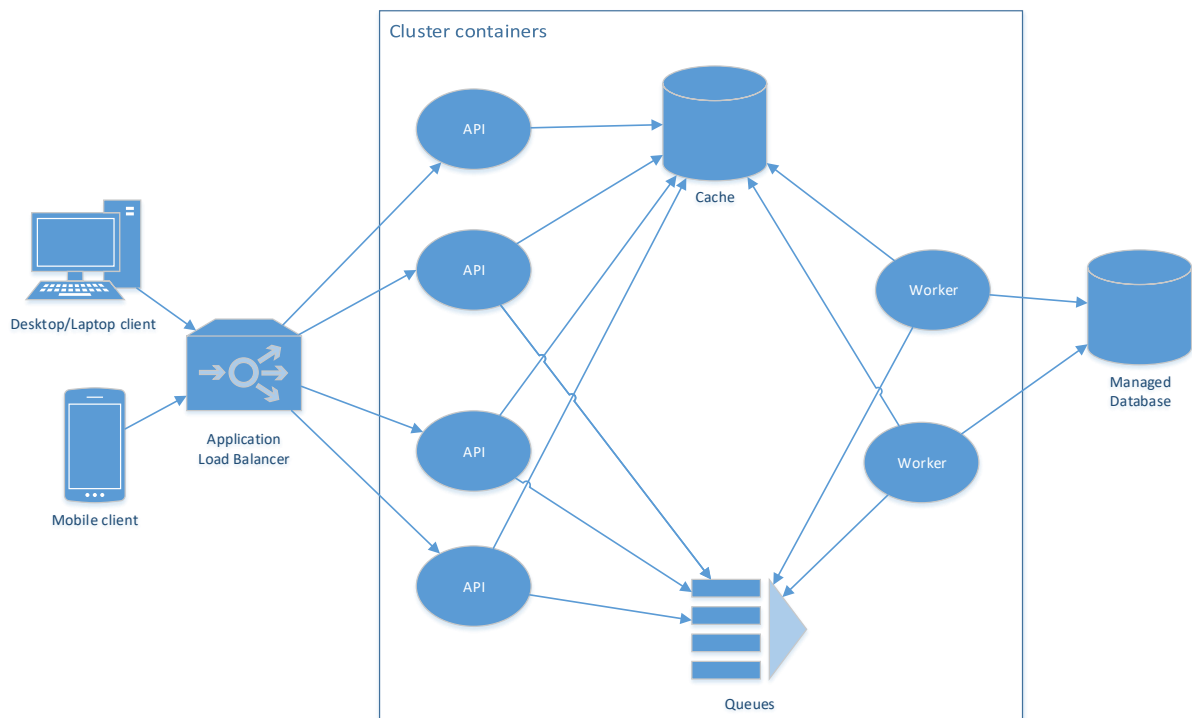 Cluster containers
API
Cache
API
Worker
Desktop/Laptop client
Managed
Database
Application
Load Balancer
API
Worker
Mobile client
API
Queues